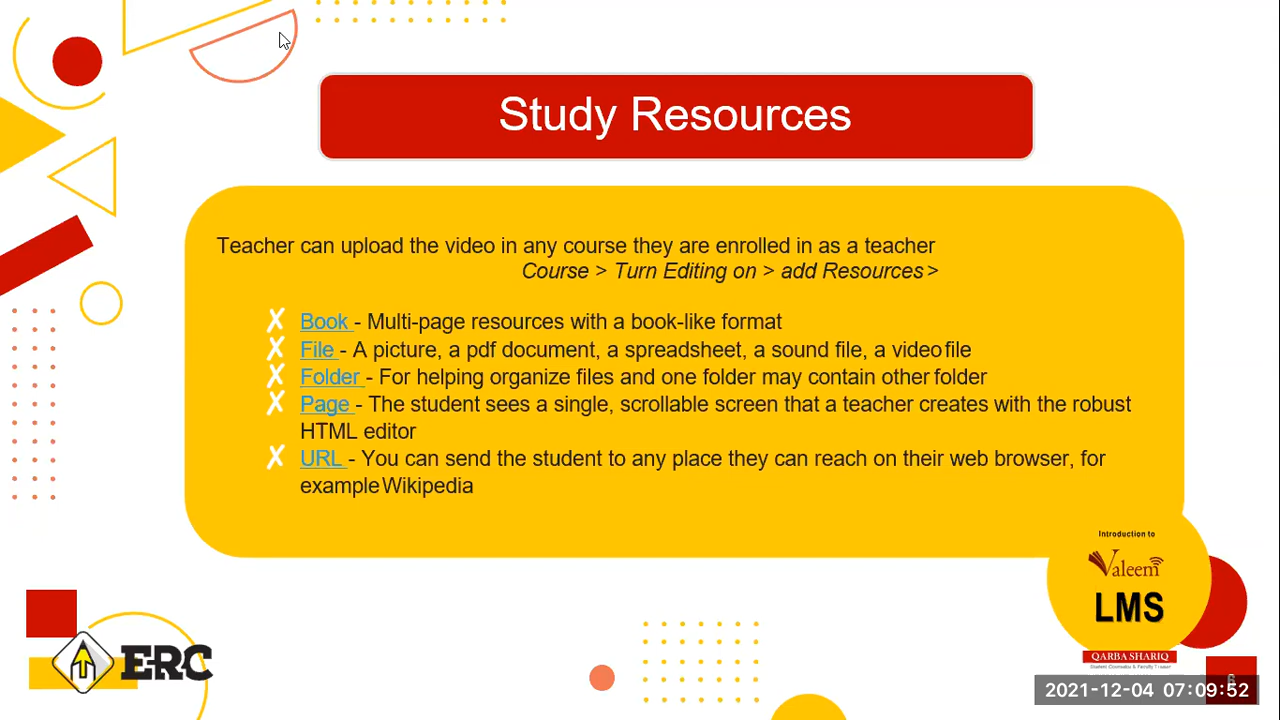 Study Resources
Teacher can upload the video in any course they are enrolled in as a teacher
Course > Turn Editing on > add Resources >
Book - Multi-page resources with a book-like format
File - A picture, a pdf document, a spreadsheet, a sound file, a video file
Folder - For helping organize files and one folder may contain other folder
Page - The student sees a single, scrollable screen that a teacher creates with the robust
HTML editor
URL - You can send the student to any place they can reach on their web browser, for
example Wikipedia
Introduction to
Valeem
LMS
QARBA SHARIQ
ERC
2021-12-04 07:09:52